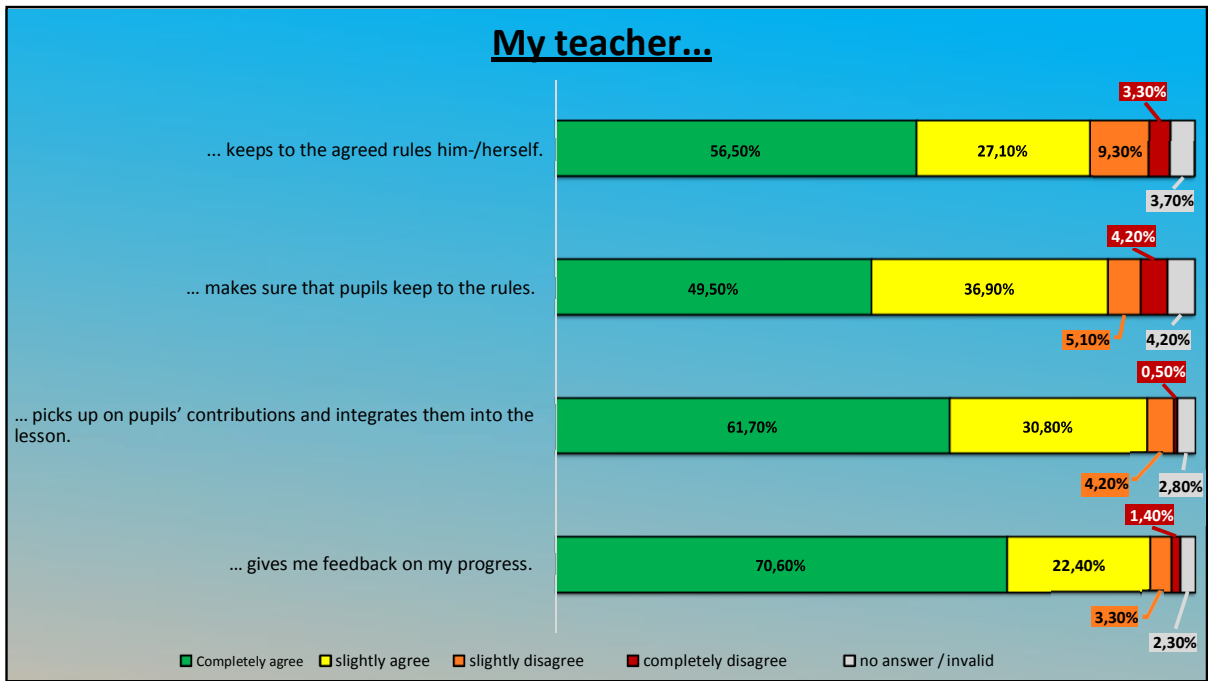 My teacher...
3,30%
... keeps to the agreed rules him-/herself.
56,50%
27,10%
9,30%
3,70%
4,20%
... makes sure that pupils keep to the rules.
49,50%
36,90%
5,10%
4,20%
0,50%
... picks up on pupils’ contributions and integrates them into the
lesson.
61,70%
30,80%
4,20%
2,80%
1,40%
... gives me feedback on my progress.
70,60%
22,40%
3,30%
2,30%
Completely agree
slightly agree
slightly disagree
completely disagree
no answer / invalid